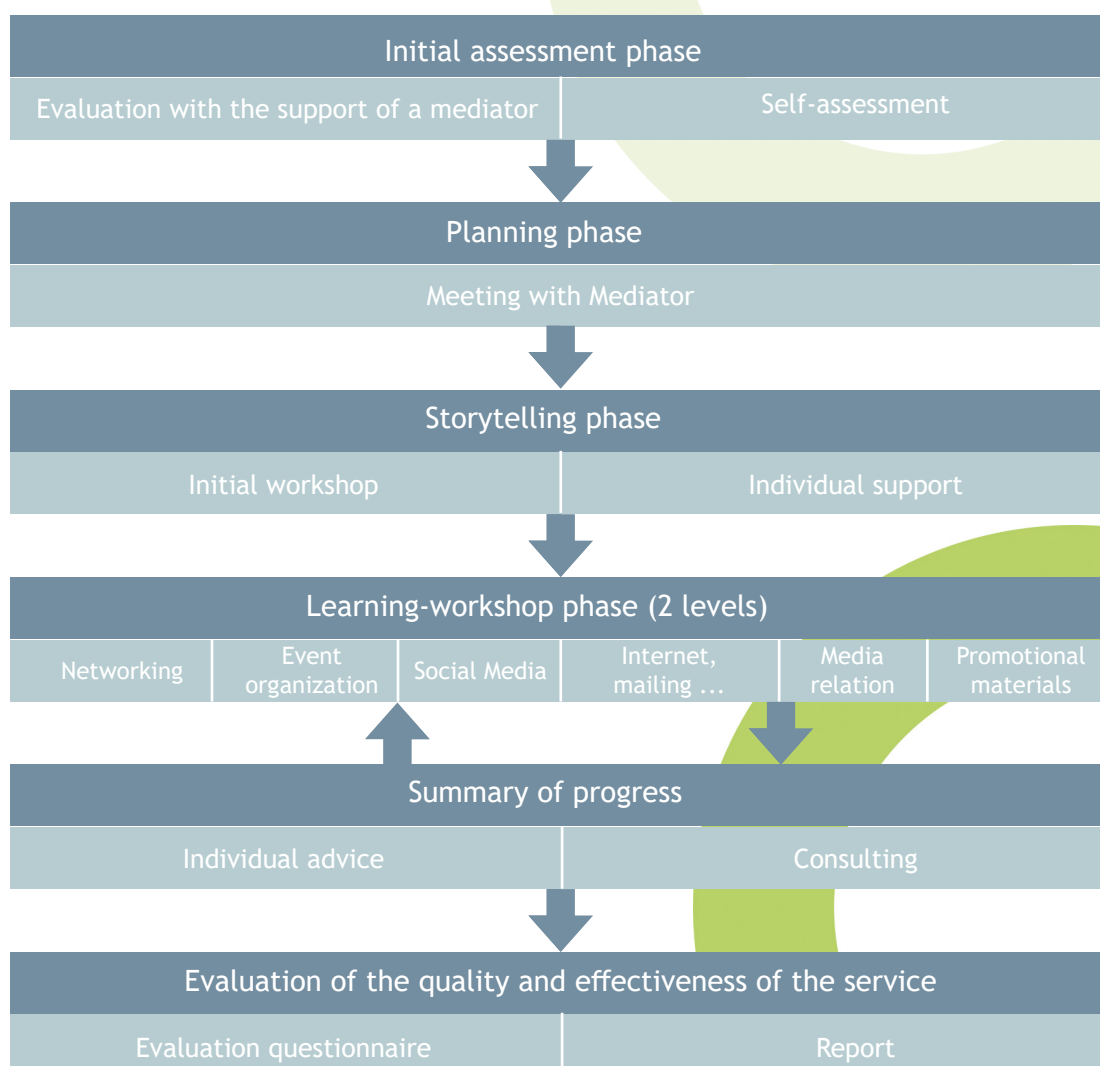 Initial assessment phase
Evaluation with the support of a mediator
Self-assessment
Planning phase
Meeting with Mediator
Storytelling phase
Initial workshop
Individual support
Learning-workshop phase (2 levels)
Networking
Event
organization
Social Media
Internet,
mailing ...
Media
relation
Promotional
materials
Summary of progress
Individual advice
Consulting
Evaluation of the quality and effectiveness of the service
Evaluation questionnaire
Report